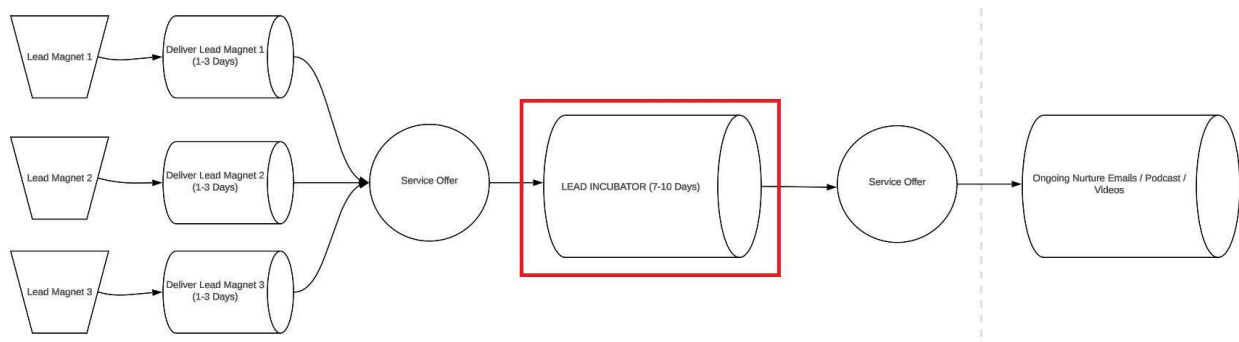 Lead Magnet 1
Deliver Lead Magnet 1
(1-3 Days)
Lead Magnet 2
Deliver Lead Magnet 2
(1-3 Days)
Lead Magnet 3
Deliver Lead Magnet 3
(1-3 Days)
Service Offer
LEAD INCUBATOR (7-10 Days)
Service Offer
Ongoing Nurture Emails / Podcast /
Videos